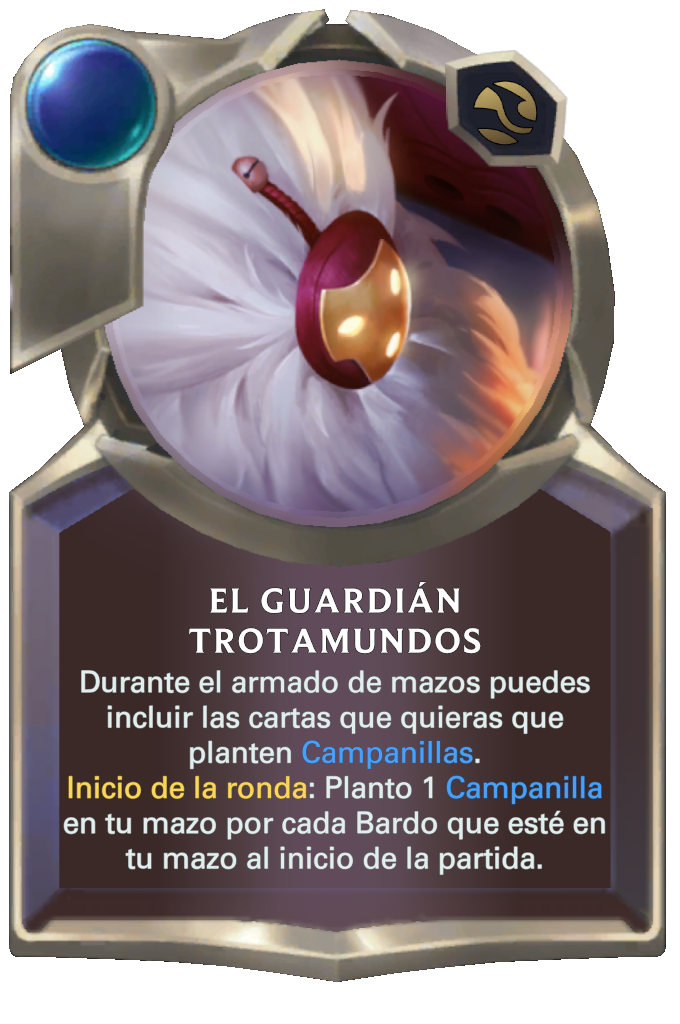 EL GUARDIÁN
TROTAMUNDOS
Durante el armado de mazos puedes
incluir las cartas que quieras que
planten Campanillas.
Inicio de la ronda: Planto 1 Campanilla
en tu mazo por cada Bardo que esté en
tu mazo al inicio de la partida.